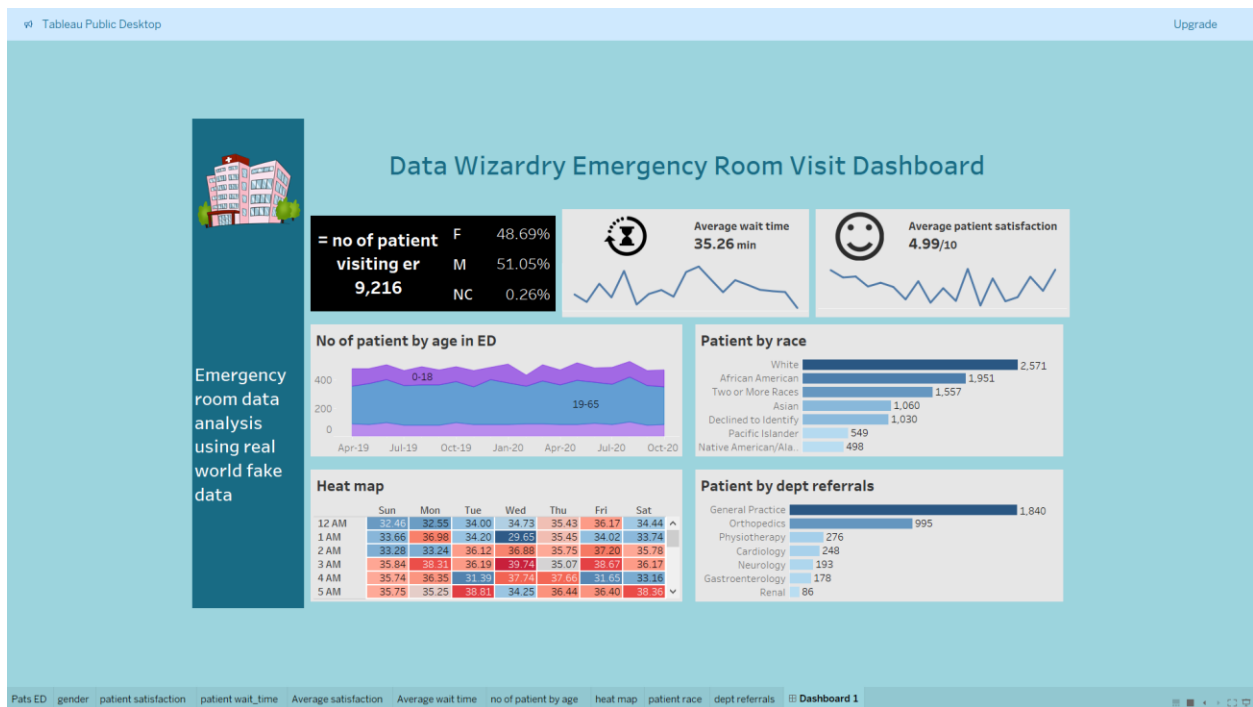 Tableau Public Desktop
Upgrade
Data Wizardry Emergency Room Visit Dashboard
Emergency
room data
analysis
using real
world fake
data
= no of patient
visiting er
9,216
F 48.69%
M 51.05%
NC 0.26%
Average wait time
35.26 min
Average patient satisfaction
4.99/10
No of patient by age in ED
400
200
0
0-18
19-65
Apr-19 Jul-19 Oct-19 Jan-20 Apr-20 Jul-20 Oct-20
Patient by race
White 2,571
African American 1,951
Two or More Races 1,557
Asian 1,060
Declined to Identify 1,030
Pacific Islander 549
Native American/Ala.. 498
Heat map
Sun Mon Tue Wed Thu Fri Sat
12 AM 32.46 32.55 34.00 34.73 35.43 36.17 34.44
1 AM 33.66 36.98 34.20 29.65 35.45 34.02 33.74
2 AM 33.28 33.24 36.12 36.88 35.75 37.20 35.78
3 AM 35.84 38.31 36.19 39.74 35.07 38.67 36.17
4 AM 35.74 36.35 31.39 37.74 37.66 31.65 33.16
5 AM 35.75 35.25 38.81 34.25 36.44 36.40 38.36
Patient by dept referrals
General Practice 1,840
Orthopedics 995
Physiotherapy 276
Cardiology 248
Neurology 193
Gastroenterology 178
Renal 86
Pats ED gender patient satisfaction patient wait_time Average satisfaction Average wait time no of patient by age heat map patient race dept referrals Dashboard 1